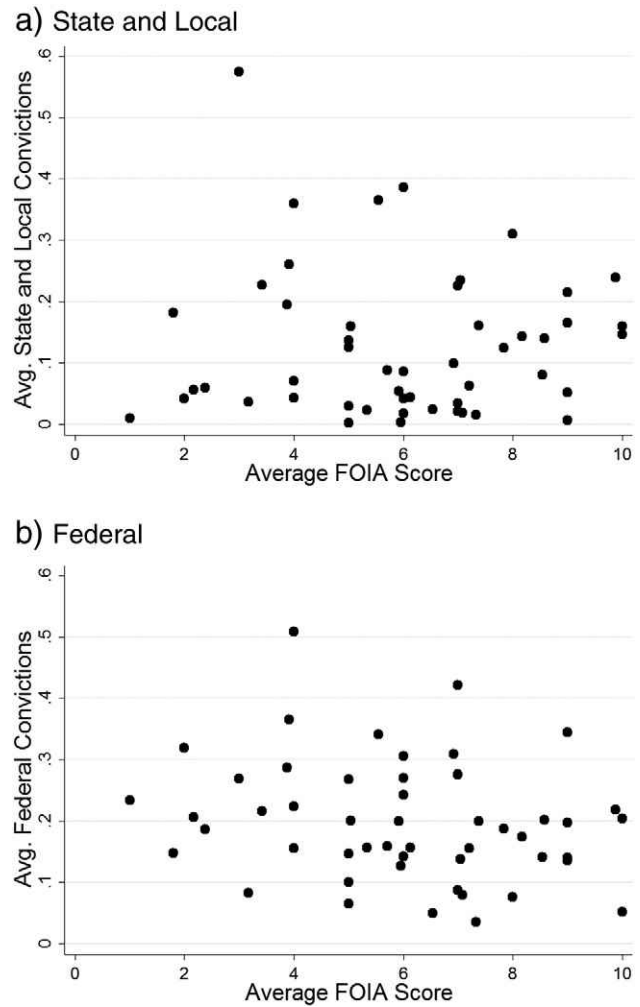 a) State and Local
Avg. State and Local Convictions
.6
.5
.4
.3
.2
.1
0
0 2 4 6 8 10
Average FOIA Score
b) Federal
Avg. Federal Convictions
.6
.5
.4
.3
.2
.1
0
0 2 4 6 8 10
Average FOIA Score